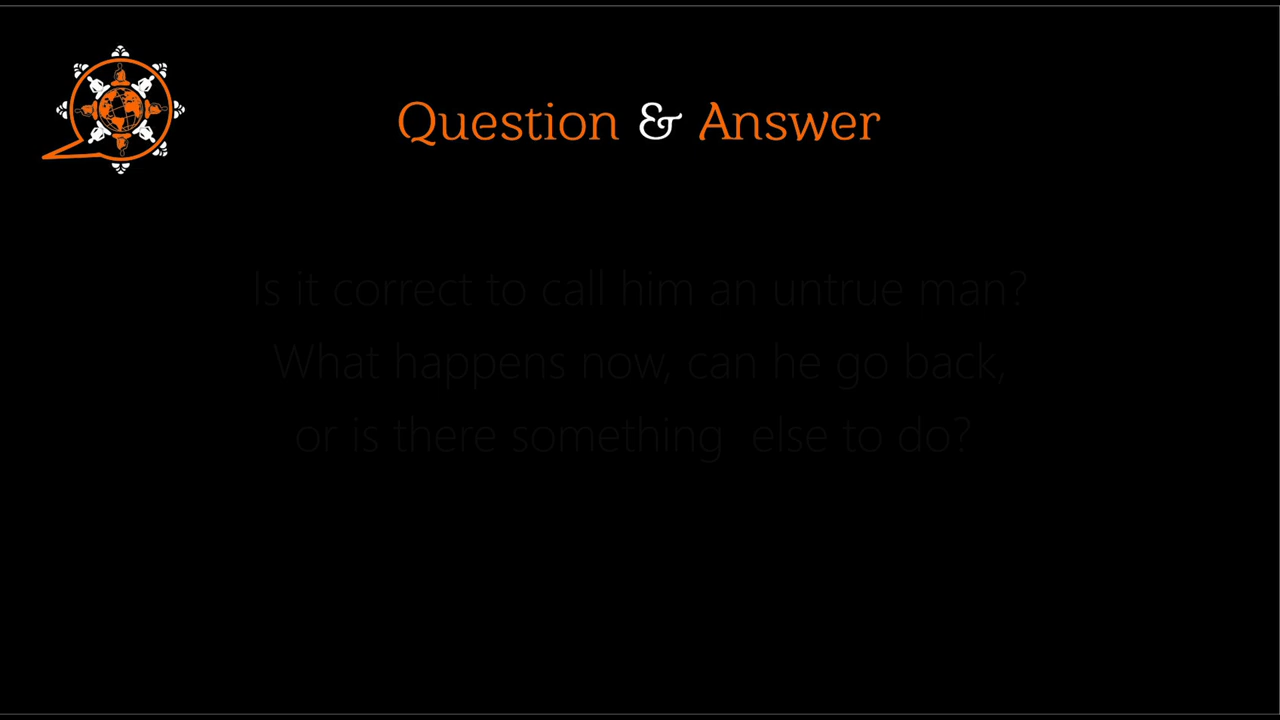 Question & Answer
Is it correct to call him an untrue man?
What happens now, can he go back,
or is there something else to do?